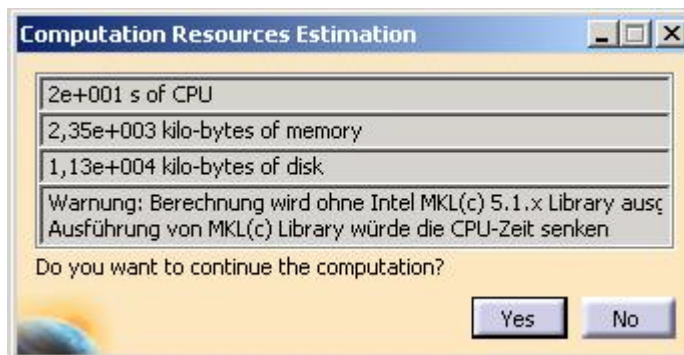 Computation Resources Estimation
2e+001 s of CPU
2,35e+003 kilo-bytes of memory
1,13e+004 kilo-bytes of disk
Warnung: Berechnung wird ohne Intel MKL(c) 5.1.x Library
Ausführung von MKL(c) Library würde die CPU-Zeit senken
Do you want to continue the computation?
Yes No